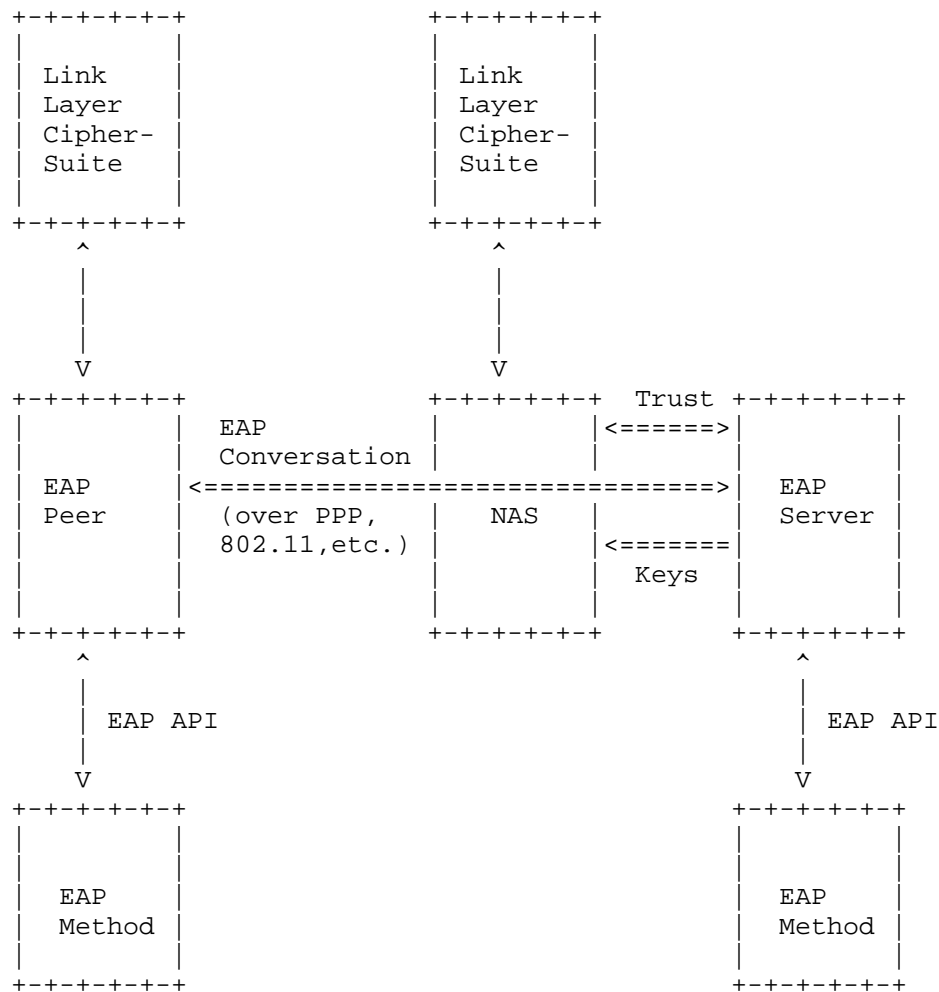 +-+-+-+-+-+               +-+-+-+-+-+
|         |               |         |
| Link    |               | Link    |
| Layer   |               | Layer   |
| Cipher- |               | Cipher- |
| Suite   |               | Suite   |
|         |               |         |
+-+-+-+-+-+               +-+-+-+-+-+
    ^                         ^
    |                         |
    |                         |
    |                         |
    V                         V
+-+-+-+-+-+               +-+-+-+-+-+  Trust +-+-+-+-+-+
|         |  EAP          |         |<======>|         |
|         |  Conversation |         |        |         |
| EAP     |<================================>|  EAP    |
| Peer    | (over PPP,    |   NAS   |        |  Server |
|         | 802.11,etc.)  |         |<=======|         |
|         |               |         |  Keys  |         |
|         |               |         |        |         |
+-+-+-+-+-+               +-+-+-+-+-+        +-+-+-+-+-+
    ^                                            ^
    |                                            |
    | EAP API                                    | EAP API
    |                                            |
    V                                            V
+-+-+-+-+-+                                  +-+-+-+-+-+
|         |                                  |         |
|         |                                  |         |
|  EAP    |                                  |  EAP    |
|  Method |                                  |  Method |
|         |                                  |         |
+-+-+-+-+-+                                  +-+-+-+-+-+